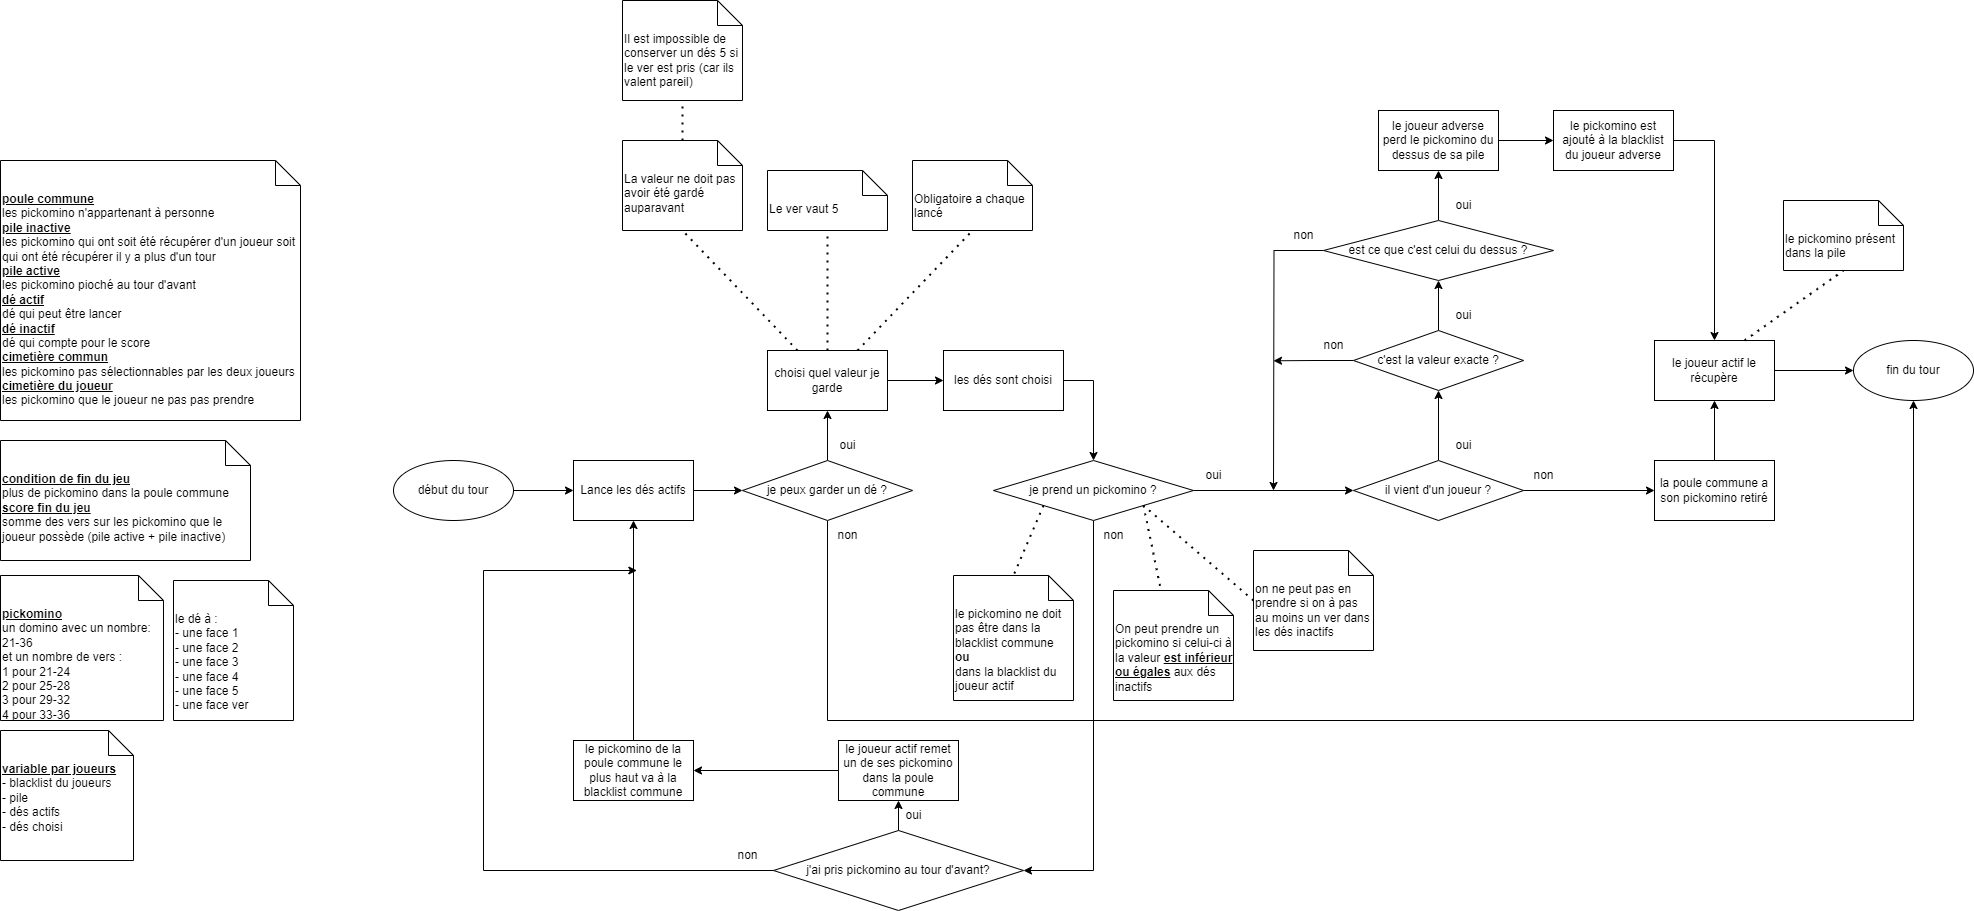 Il est impossible de
conserver un dés 5 si
le ver est pris (car ils
valent pareil)
La valeur ne doit pas
avoir été gardé
auparavant
Le ver vaut 5
Obligatoire a chaque
lancé
poule commune
les pickomino n'appartenant à personne
pile inactive
les pickomino qui ont soit été récupérer d'un joueur soit
qui ont été récupérer il y a plus d'un tour
pile active
les pickomino pioché au tour d'avant
dé actif
dé qui peut être lancer
dé inactif
dé qui compte pour le score
cimetière commun
les pickomino pas sélectionnables par les deux joueurs
cimetière du joueur
les pickomino que le joueur ne pas pas prendre
condition de fin du jeu
plus de pickomino dans la poule commune
score fin du jeu
somme des vers sur les pickomino que le
joueur possède (pile active + pile inactive)
pickomino
un domino avec un nombre:
21-36
et un nombre de vers :
1 pour 21-24
2 pour 25-28
3 pour 29-32
4 pour 33-36
le dé à :
- une face 1
- une face 2
- une face 3
- une face 4
- une face 5
- une face ver
variable par joueurs
- blacklist du joueurs
- pile
- dés actifs
- dés choisi
début du tour
Lance les dés actifs
je peux garder un dé ?
oui
non
choisi quel valeur je
garde
les dés sont choisi
je prend un pickomino ?
oui
non
le pickomino ne doit
pas être dans la
blacklist commune
ou
dans la blacklist du
joueur actif
On peut prendre un
pickomino si celui-ci à
la valeur est inférieur
ou égales aux dés
inactifs
on ne peut pas en
prendre si on à pas
au moins un ver dans
les dés inactifs
il vient d'un joueur ?
oui
non
c'est la valeur exacte ?
oui
non
est ce que c'est celui du dessus ?
oui
non
le joueur adverse
perd le pickomino du
dessus de sa pile
le pickomino est
ajouté à la blacklist
du joueur adverse
le pickomino présent
dans la pile
le joueur actif le
récupère
fin du tour
la poule commune a
son pickomino retiré
j'ai pris pickomino au tour d'avant?
oui
non
le joueur actif remet
un de ses pickomino
dans la poule
commune
le pickomino de la
poule commune le
plus haut va à la
blacklist commune